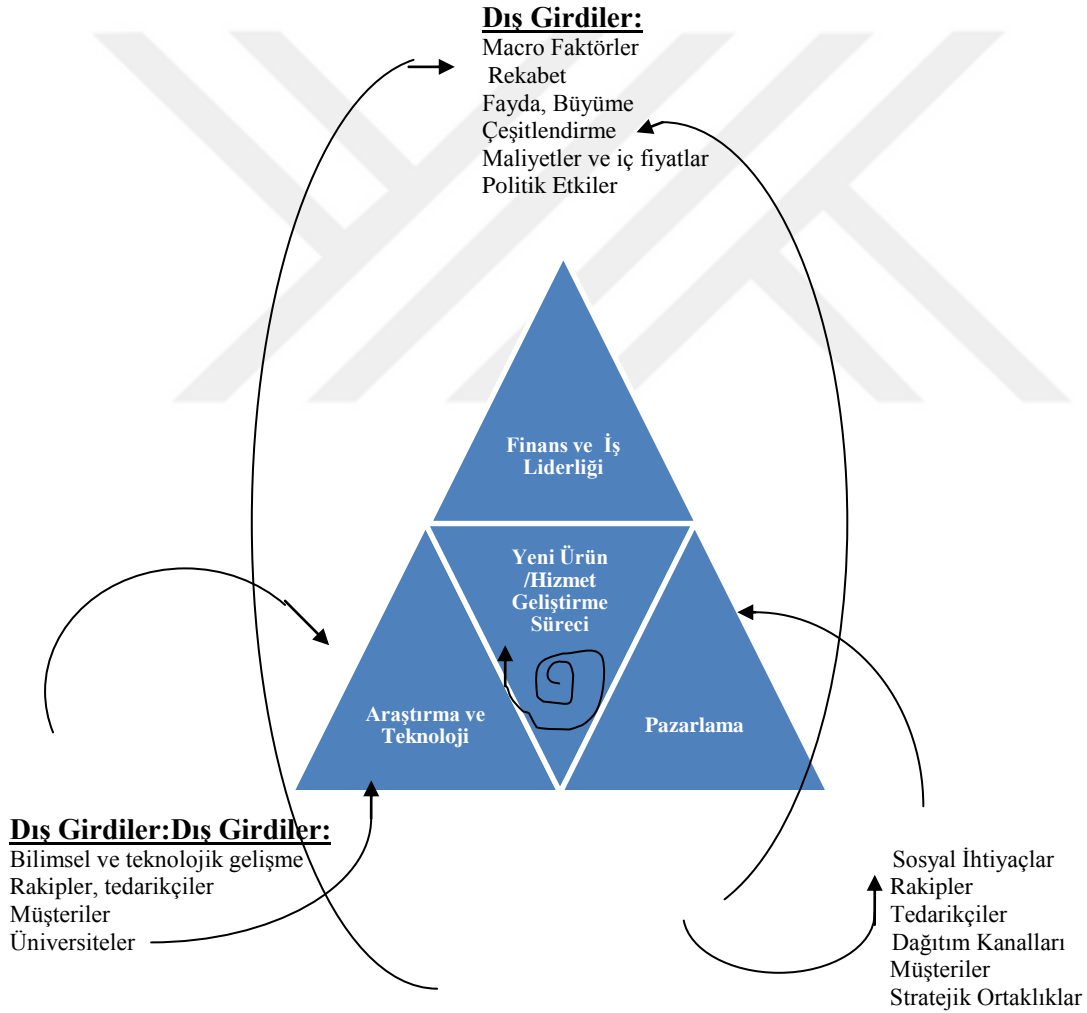 Dış Girdiler:
Macro Faktörler
Rekabet
Fayda, Büyüme
Çeşitlendirme
Maliyetler ve iç fiyatlar
Politik Etkiler
Finans ve İş
Liderliği
Yeni Ürün
/Hizmet
Geliştirme
Süreci
Araştırma ve
Teknoloji
Pazarlama
Dış Girdiler:Dış Girdiler:
Bilimsel ve teknolojik gelişme
Rakipler, tedarikçiler
Müşteriler
Üniversiteler
Sosyal İhtiyaçlar
Rakipler
Tedarikçiler
Dağıtım Kanalları
Müşteriler
Stratejik Ortaklıklar